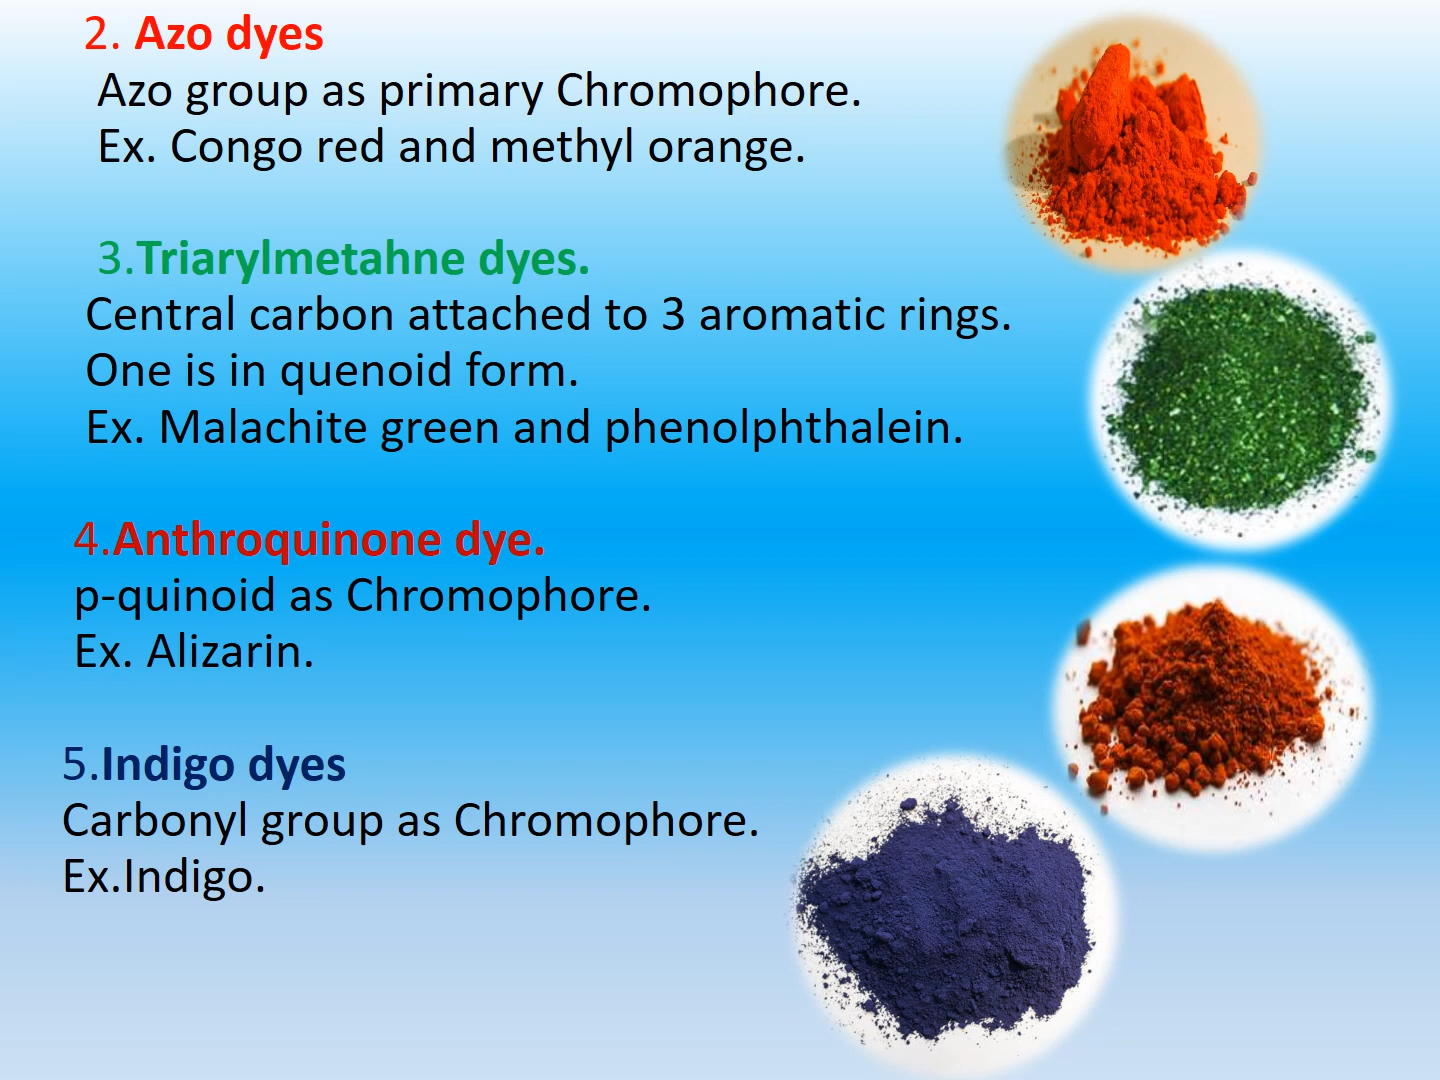 2. Azo dyes
Azo group as primary Chromophore.
Ex. Congo red and methyl orange.
3.Triarylmetahne dyes.
Central carbon attached to 3 aromatic rings.
One is in quenoid form.
Ex. Malachite green and phenolphthalein.
4.Anthroquinone dye.
p-quinoid as Chromophore.
Ex. Alizarin.
5.Indigo dyes
Carbonyl group as Chromophore.
Ex.Indigo.